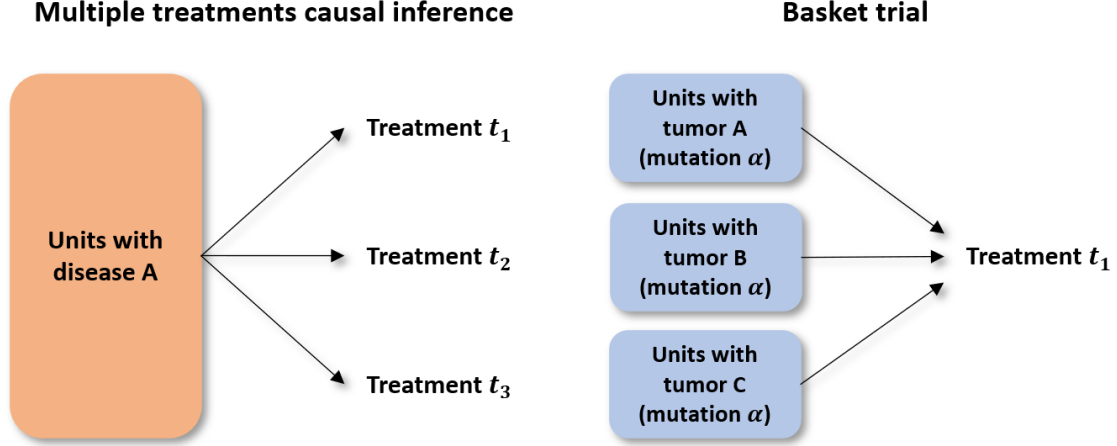 Multiple treatments causal inference
Units with
disease A
Treatment t₁
Treatment t₂
Treatment t₃
Basket trial
Units with
tumor A
(mutation α)
Units with
tumor B
(mutation α)
Units with
tumor C
(mutation α)
Treatment t₁